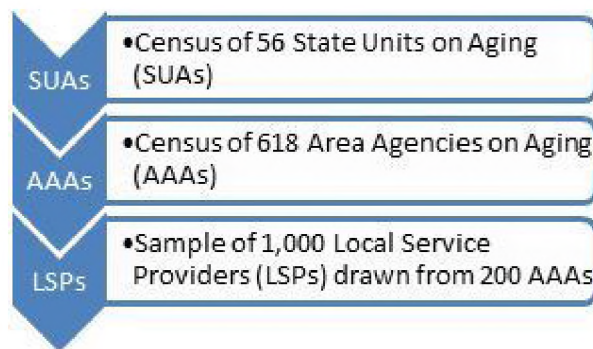 SUAs
•Census of 56 State Units on Aging
(SUAs)
AAAs
•Census of 618 Area Agencies on Aging
(AAAs)
LSPs
•Sample of 1,000 Local Service
Providers (LSPs) drawn from 200 AAAs